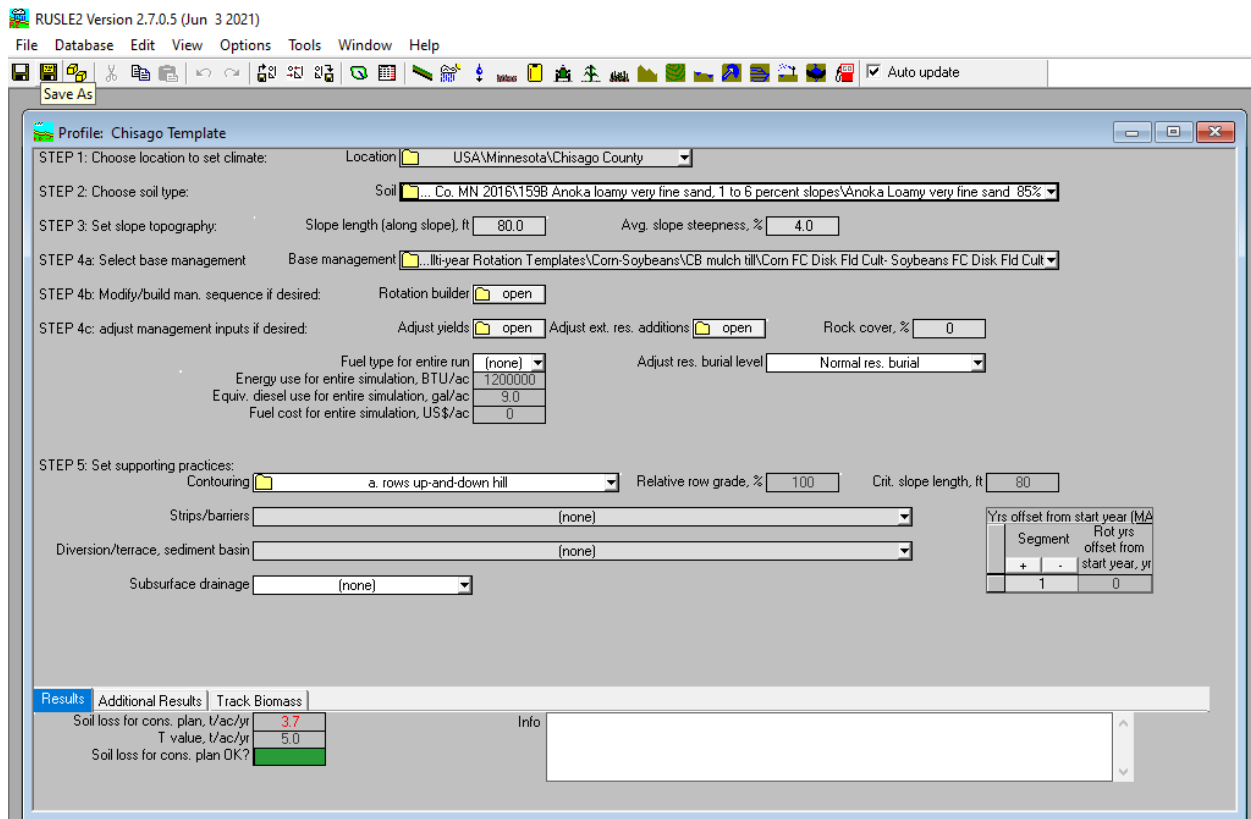 RUSLE2 Version 2.7.0.5 (Jun 3 2021)
File Database Edit View Options Tools Window Help
Auto update
Save As
Profile: Chisago Template
STEP 1: Choose location to set climate: Location USA\Minnesota\Chisago County
STEP 2: Choose soil type: Soil ... Co. MN 2016\159B Anoka loamy very fine sand, 1 to 6 percent slopes\Anoka Loamy very fine sand 85%
STEP 3: Set slope topography: Slope length (along slope), ft 80.0 Avg. slope steepness, % 4.0
STEP 4a: Select base management Base management ...llti-year Rotation Templates\Corn-Soybeans\CB mulch till\Corn FC Disk Fld Cult- Soybeans FC Disk Fld Cult
STEP 4b: Modify/build man. sequence if desired: Rotation builder open
STEP 4c: adjust management inputs if desired: Adjust yields open Adjust ext. res. additions open Rock cover, % 0
Fuel type for entire run (none) Adjust res. burial level Normal res. burial
Energy use for entire simulation, BTU/ac 1200000
Equiv. diesel use for entire simulation, gal/ac 9.0
Fuel cost for entire simulation, US$/ac 0
STEP 5: Set supporting practices:
Contouring a. rows up-and-down hill Relative row grade, % 100 Crit. slope length, ft 80
Strips/barriers (none) Yrs offset from start year (MA
Segment Rot yrs offset from start year, yr
+ -
Diversion/terrace, sediment basin (none)
Subsurface drainage (none) 1 0
Results Additional Results Track Biomass
Soil loss for cons. plan, t/ac/yr 3.7 Info
T value, t/ac/yr 5.0
Soil loss for cons. plan OK?